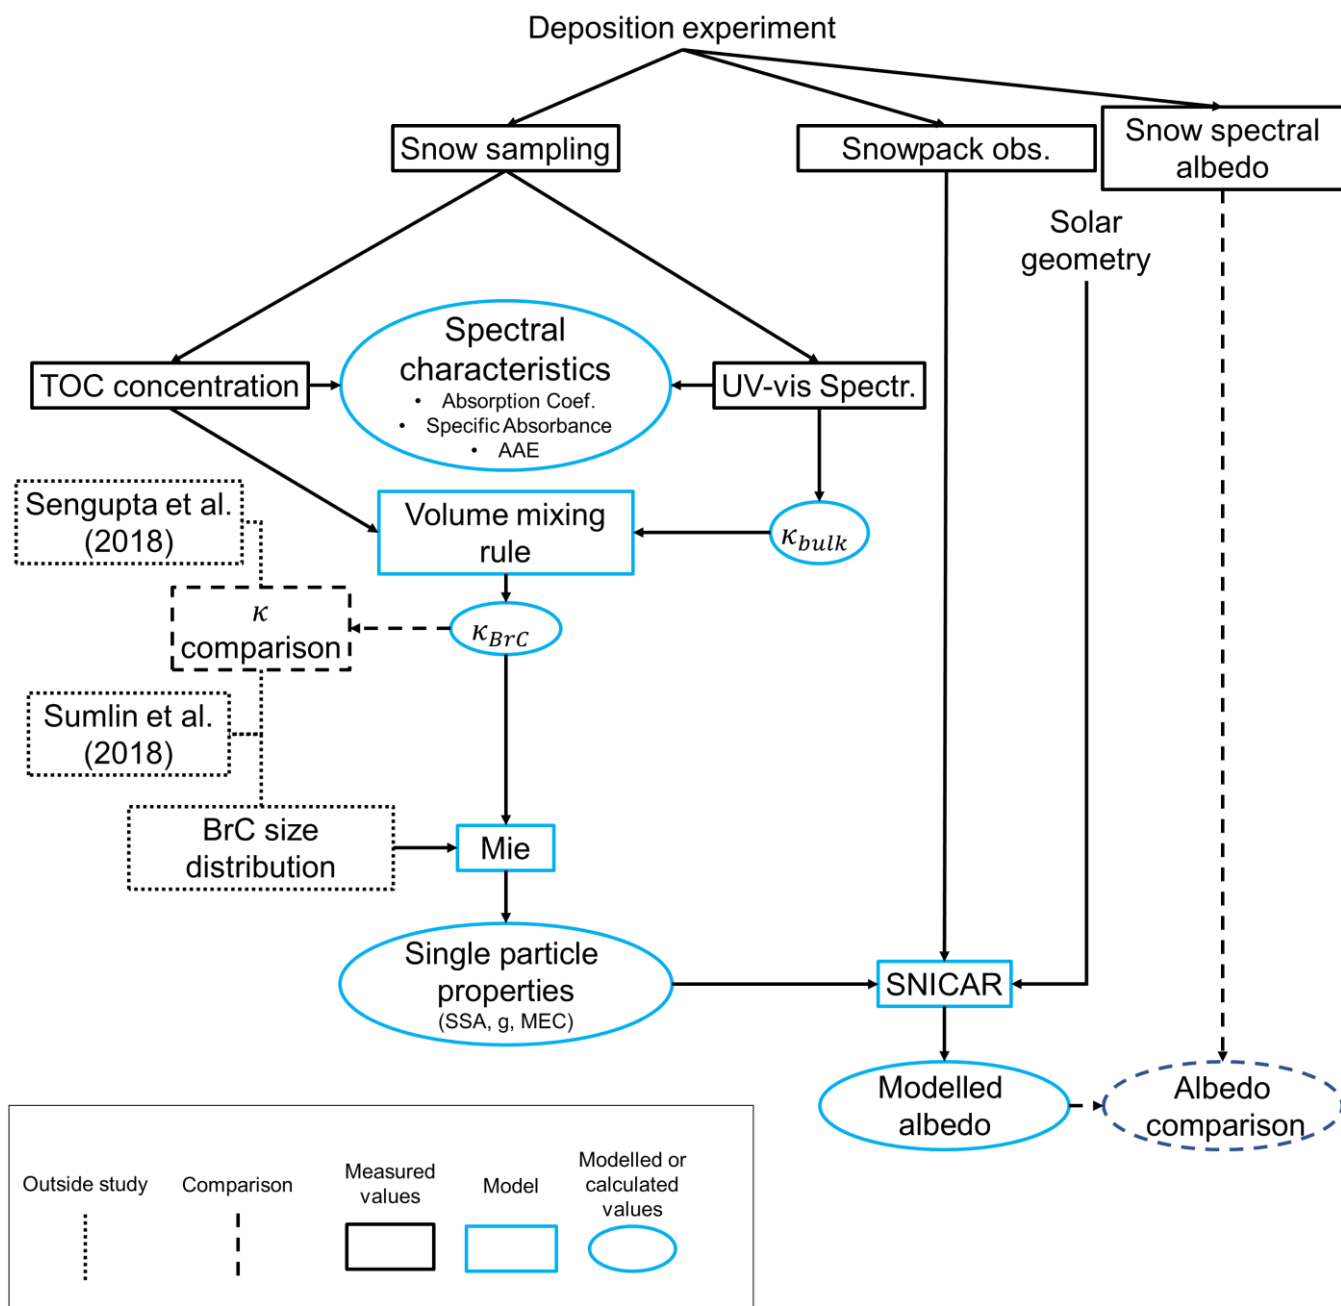 Deposition experiment
Snow sampling
Snowpack obs.
Snow spectral
albedo
Solar
geometry
Spectral
characteristics
• Absorption Coef.
• Specific Absorbance
• AAE
TOC concentration
UV-vis Spectr.
Sengupta et al.
(2018)
Volume mixing
rule
κbulk
κ
comparison
κBrC
Sumlin et al.
(2018)
BrC size
distribution
Mie
Single particle
properties
(SSA, g, MEC)
SNICAR
Modelled
albedo
Albedo
comparison
Outside study
Comparison
Measured
values
Model
Modelled or
calculated
values